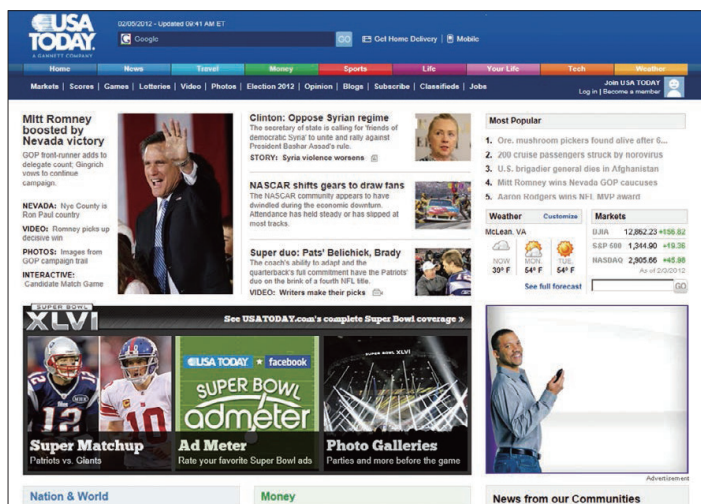 USA
TODAY.
A GANNETT COMPANY
02/05/2012 - Updated 09:41 AM ET
Google
GO
Get Home Delivery | Mobile
Home
News
Travel
Money
Sports
Life
Your Life
Tech
Weather
Markets | Scores | Games | Lotteries | Video | Photos | Election 2012 | Opinion | Blogs | Subscribe | Classifieds | Jobs
Join USA TODAY
Log in | Become a member
Mitt Romney
boosted by
Nevada victory
GOP front-runner adds to
delegate count; Gingrich
vows to continue
campaign.
NEVADA: Nye County is
Ron Paul country
VIDEO: Romney picks up
decisive win
PHOTOS: Images from
GOP campaign trail
INTERACTIVE:
Candidate Match Game
Clinton: Oppose Syrian regime
The secretary of state is calling for 'friends of
democratic Syria' to unite and rally against
President Bashar Assad's rule.
STORY: Syria violence worsens
NASCAR shifts gears to draw fans
The NASCAR community appears to have
dwindled during the economic downturn.
Attendance has held steady or has slipped at
most tracks.
Super duo: Pats' Belichick, Brady
The coach's ability to adapt and the
quarterback's full commitment have the Patriots'
duo on the brink of a fourth NFL title.
VIDEO: Writers make their picks
Most Popular
1. Ore. mushroom pickers found alive after 6...
2. 200 cruise passengers struck by norovirus
3. U.S. brigadier general dies in Afghanistan
4. Mitt Romney wins Nevada GOP caucuses
5. Aaron Rodgers wins NFL MVP award
Weather
Customize
McLean, VA
NOW
MON
TUE
39° F
54° F
54° F
See full forecast
Markets
DJIA 12,862.23 +156.82
S&P 500 1,344.90 +19.36
NASDAQ 2,905.66 +45.98
As of 2/3/2012
GO
SUPER BOWL
XLVI
See USATODAY.com's complete Super Bowl coverage »
12
10
Super Matchup
Patriots vs. Giants
USA TODAY
facebook
SUPER BOWL
admeter
Ad Meter
Rate your favorite Super Bowl ads
SUPER BOWL XLVI
Photo Galleries
Parties and more before the game
Advertisement
Nation & World
Money
News from our Communities